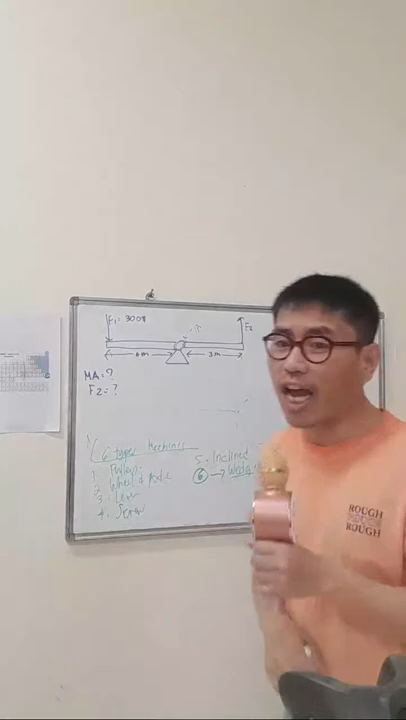 F1= 300N
F2
6m
3m
MA=?
F2=?
6 types Machines
1. Pulley
2 Wheel & Axle
3 Lever
4. Screw
5. Inclined
6 → Wedge
ROUGH
ROUGH